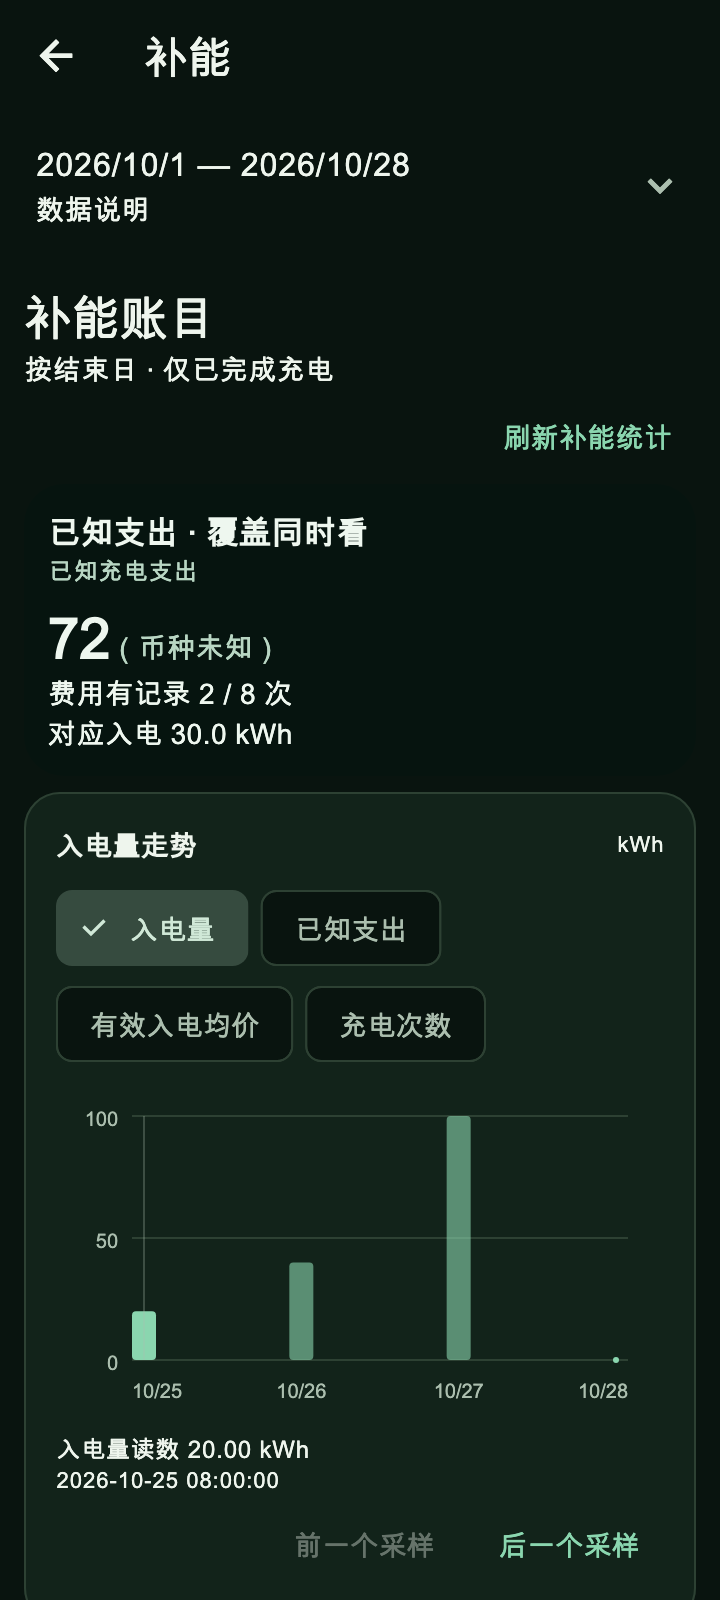 补能
2026/10/1 — 2026/10/28
数据说明
补能账目
按结束日 · 仅已完成充电
刷新补能统计
已知支出 · 覆盖同时看
已知充电支出
72 ( 币种未知 )
费用有记录 2 / 8 次
对应入电 30.0 kWh
入电量走势 kWh
入电量 已知支出
有效入电均价 充电次数
100
50
0
10/25 10/26 10/27 10/28
入电量读数 20.00 kWh
2026-10-25 08:00:00
前一个采样 后一个采样